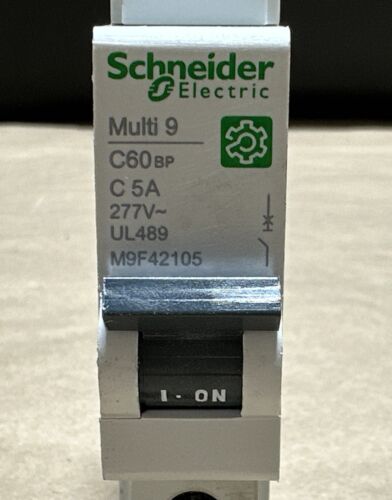 Schneider
Electric
Multi 9
C60BP
C 5A
277V~
UL489
M9F42105
I · ON